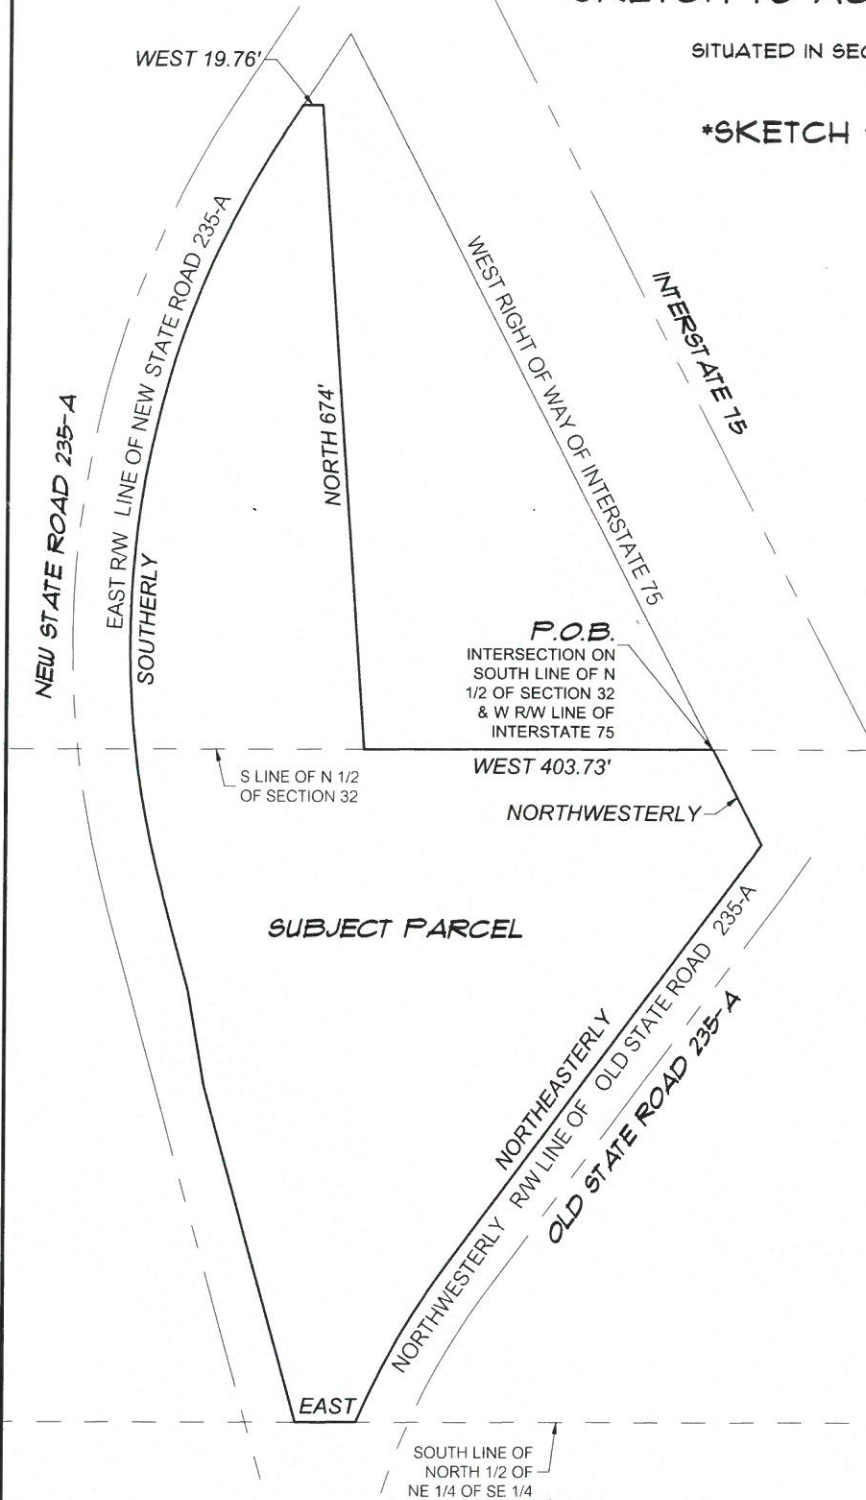 SITUATED IN
*SKETCH
WEST 19.76'
EAST R/W LINE OF NEW STATE ROAD 235-A
WEST RIGHT OF WAY OF INTERSTATE 75
INTERSTATE 75
NORTH 674'
NEW STATE ROAD 235-A
SOUTHERLY
P.O.B.
INTERSECTION ON
SOUTH LINE OF N
1/2 OF SECTION 32
& W R/W LINE OF
INTERSTATE 75
WEST 403.73'
S LINE OF N 1/2
OF SECTION 32
NORTHWESTERLY
SUBJECT PARCEL
NORTHEASTERLY
NORTHWESTERLY R/W LINE OF OLD STATE ROAD 235-A
OLD STATE ROAD 235-A
EAST
SOUTH LINE OF
NORTH 1/2 OF
NE 1/4 OF SE 1/4